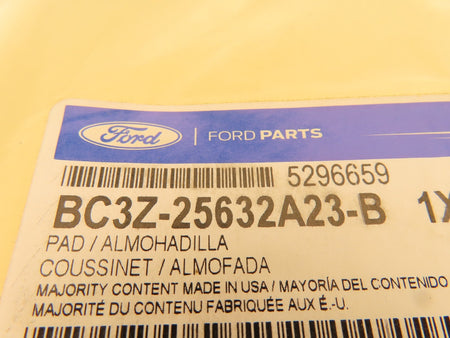 Ford | FORD PARTS
5296659
BC3Z-25632A23-B 1X
PAD / ALMOHADILLA
COUSSINET / ALMOFADA
MAJORITY CONTENT MADE IN USA / MAYORÍA DEL CONTENIDO
MAJORITÉ DU CONTENU FABRIQUÉE AUX É.-U.